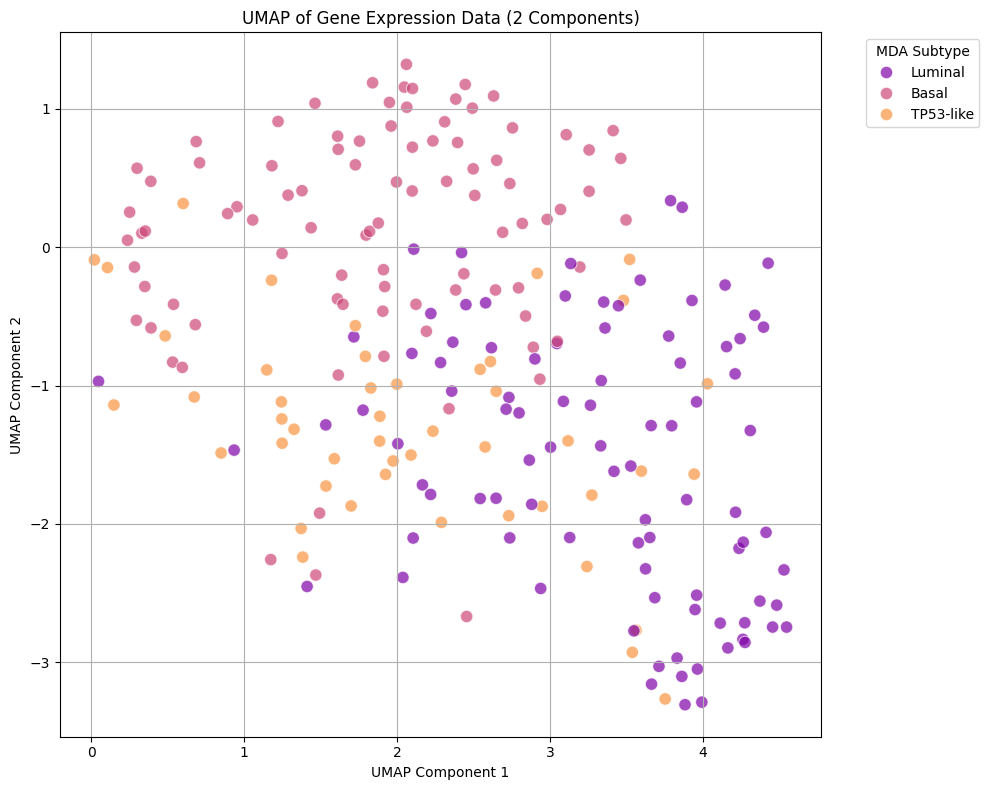 UMAP of Gene Expression Data (2 Components)
MDA Subtype
Luminal
Basal
TP53-like
UMAP Component 2
1
0
−1
−2
−3
0
1
2
3
4
UMAP Component 1